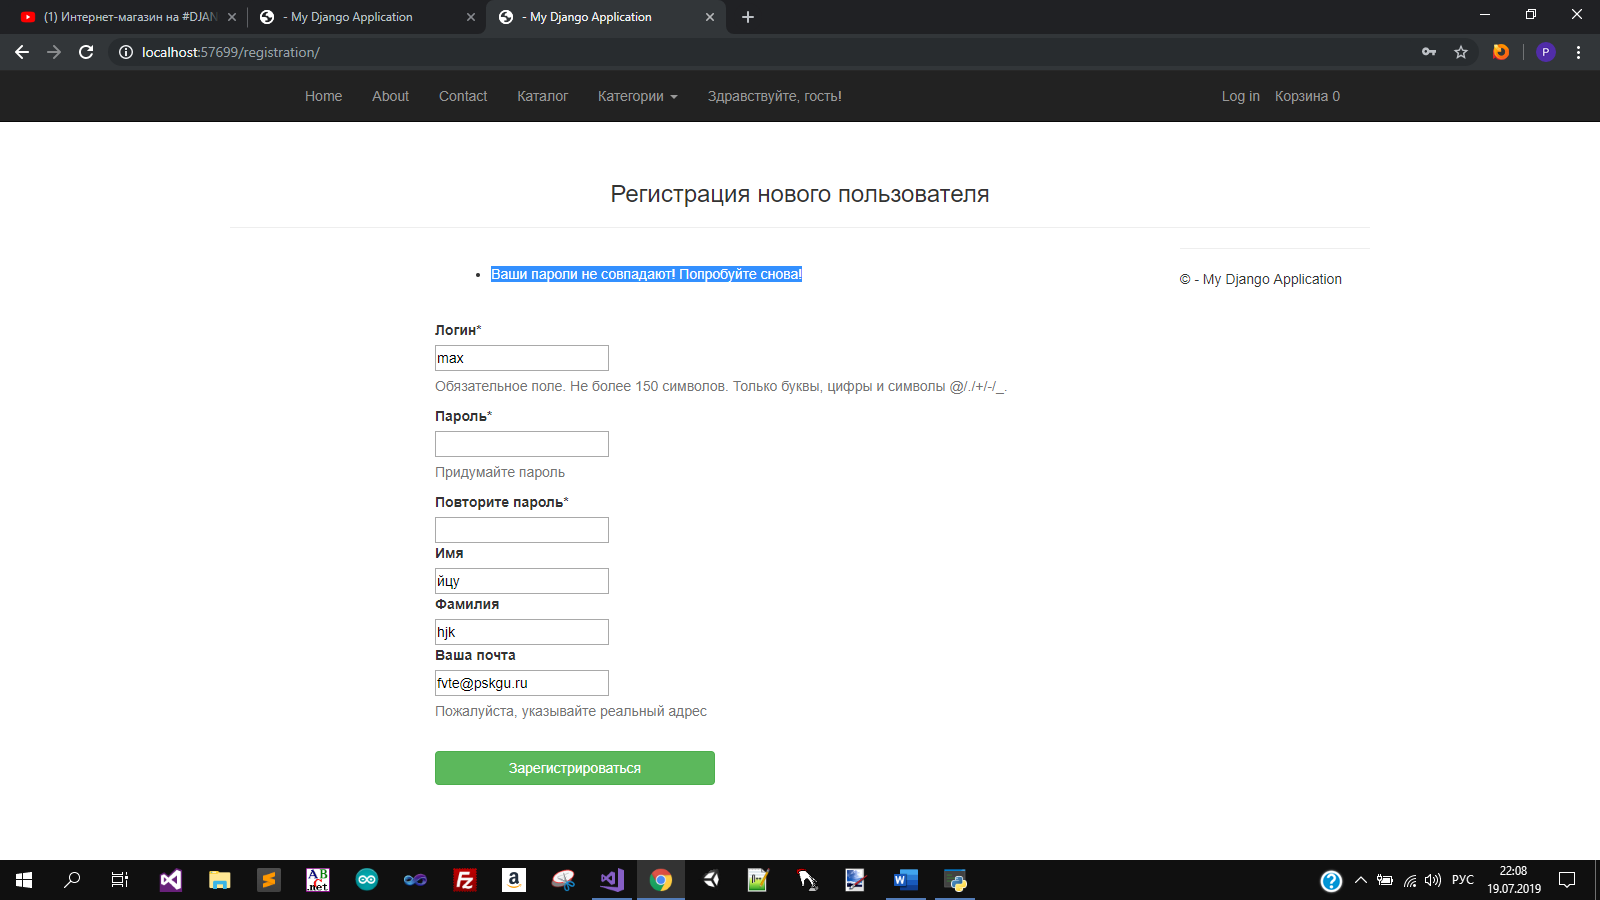 (1) Интернет-магазин на #DJAN
- My Django Application
- My Django Application
localhost:57699/registration/
P
Home About Contact Каталог Категории Здравствуйте, гость! Log in Корзина 0
Регистрация нового пользователя
Ваши пароли не совпадают! Попробуйте снова!
© - My Django Application
Логин*
max
Обязательное поле. Не более 150 символов. Только буквы, цифры и символы @/./+/-/_.
Пароль*
Придумайте пароль
Повторите пароль*
Имя
йцу
Фамилия
hjk
Ваша почта
fvte@pskgu.ru
Пожалуйста, указывайте реальный адрес
Зарегистрироваться
РУС
22:08
19.07.2019